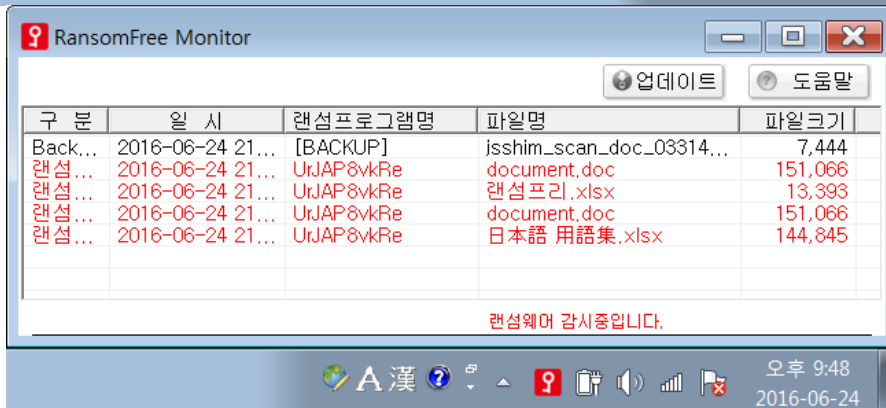 RansomFree Monitor
업데이트 도움말
구 분 일 시 랜섬프로그램명 파일명 파일크기
Back... 2016-06-24 21... [BACKUP] jsshim_scan_doc_03314... 7,444
랜섬... 2016-06-24 21... UrJAP8vkRe document.doc 151,066
랜섬... 2016-06-24 21... UrJAP8vkRe 랜섬프리.xlsx 13,393
랜섬... 2016-06-24 21... UrJAP8vkRe document.doc 151,066
랜섬... 2016-06-24 21... UrJAP8vkRe 日本語 用語集.xlsx 144,845
랜섬웨어 감시중입니다.
A 漢 오후 9:48
2016-06-24